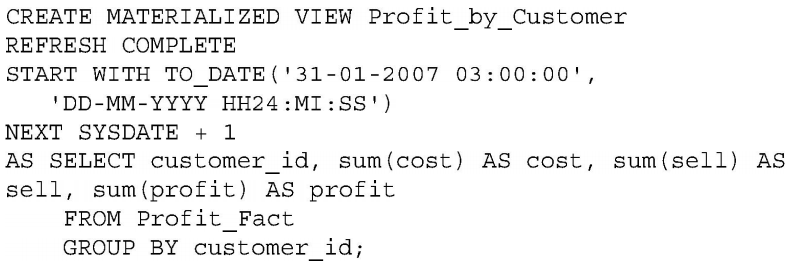 CREATE MATERIALIZED VIEW Profit_by_Customer
REFRESH COMPLETE
START WITH TO_DATE('31-01-2007 03:00:00',
'DD-MM-YYYY HH24:MI:SS')
NEXT SYSDATE + 1
AS SELECT customer_id, sum(cost) AS cost, sum(sell) AS
sell, sum(profit) AS profit
FROM Profit_Fact
GROUP BY customer_id;